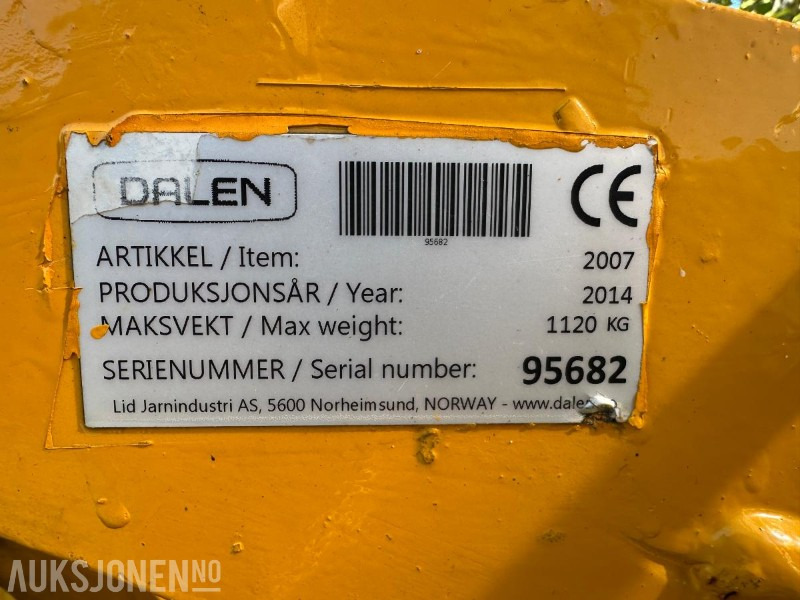 DALEN
95682
CE
ARTIKKEL / Item: 2007
PRODUKSJONSÅR / Year: 2014
MAKSVEKT / Max weight: 1120 KG
SERIENUMMER / Serial number: 95682
Lid Jarnindustri AS, 5600 Norheimsund, NORWAY - www.dalen
AUKSJONEN.NO